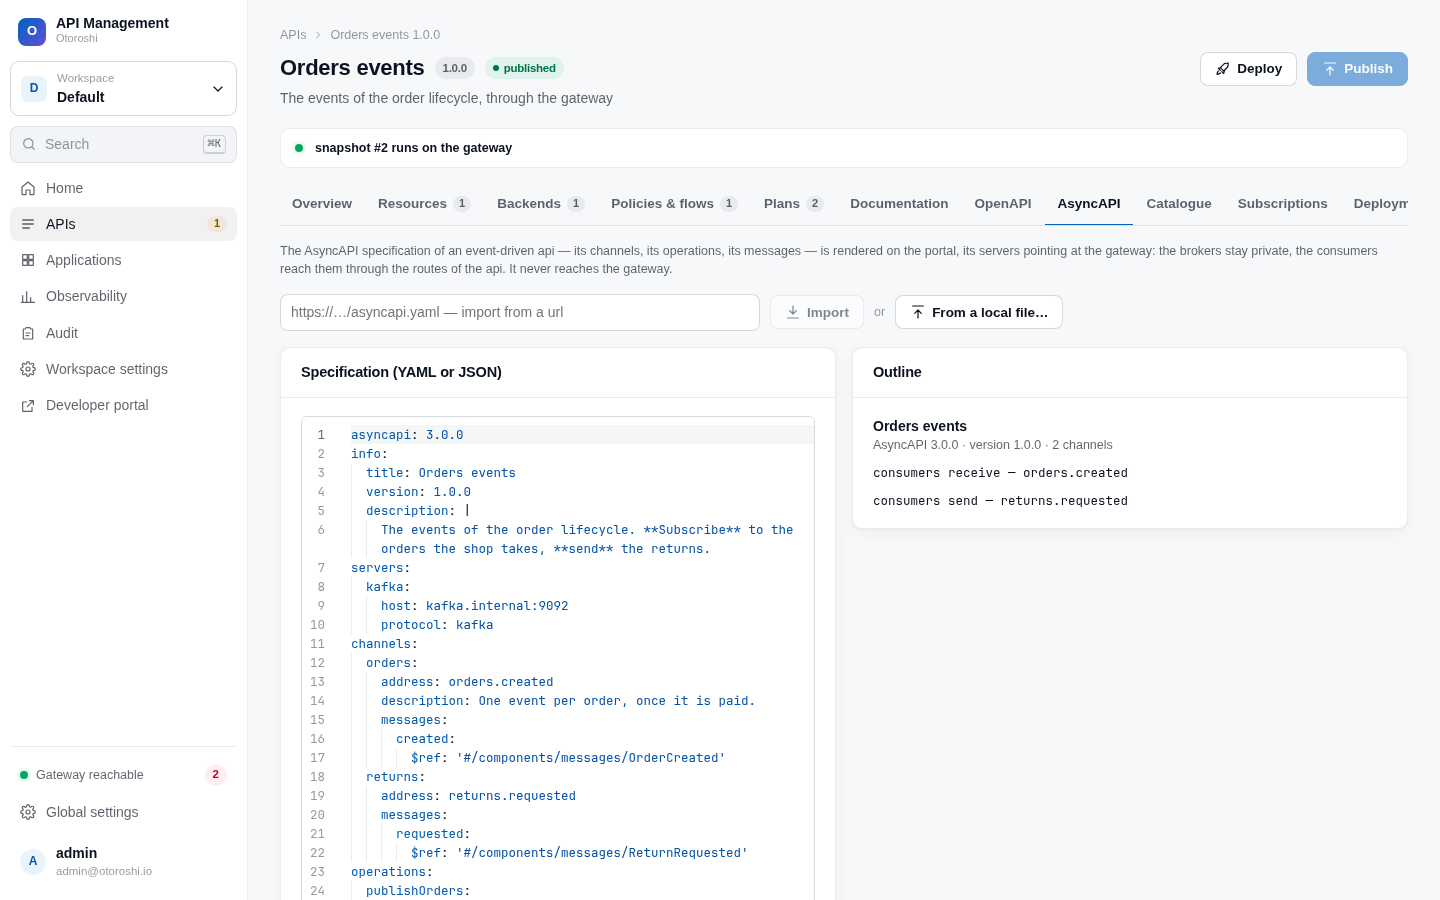 O
API Management
Otoroshi
D
Workspace
Default
Search
⌘K
Home
APIs
1
Applications
Observability
Audit
Workspace settings
Developer portal
Gateway reachable
2
Global settings
A
admin
admin@otoroshi.io
APIs > Orders events 1.0.0
Orders events 1.0.0 published
Deploy
Publish
The events of the order lifecycle, through the gateway
snapshot #2 runs on the gateway
Overview Resources 1 Backends 1 Policies & flows 1 Plans 2 Documentation OpenAPI AsyncAPI Catalogue Subscriptions Deploym
The AsyncAPI specification of an event-driven api — its channels, its operations, its messages — is rendered on the portal, its servers pointing at the gateway: the brokers stay private, the consumers
reach them through the routes of the api. It never reaches the gateway.
https://…/asyncapi.yaml — import from a url
Import
or
From a local file…
Specification (YAML or JSON)
1 asyncapi: 3.0.0
2 info:
3 title: Orders events
4 version: 1.0.0
5 description: |
6 The events of the order lifecycle. **Subscribe** to the
orders the shop takes, **send** the returns.
7 servers:
8 kafka:
9 host: kafka.internal:9092
10 protocol: kafka
11 channels:
12 orders:
13 address: orders.created
14 description: One event per order, once it is paid.
15 messages:
16 created:
17 $ref: '#/components/messages/OrderCreated'
18 returns:
19 address: returns.requested
20 messages:
21 requested:
22 $ref: '#/components/messages/ReturnRequested'
23 operations:
24 publishOrders:
Outline
Orders events
AsyncAPI 3.0.0 · version 1.0.0 · 2 channels
consumers receive — orders.created
consumers send — returns.requested